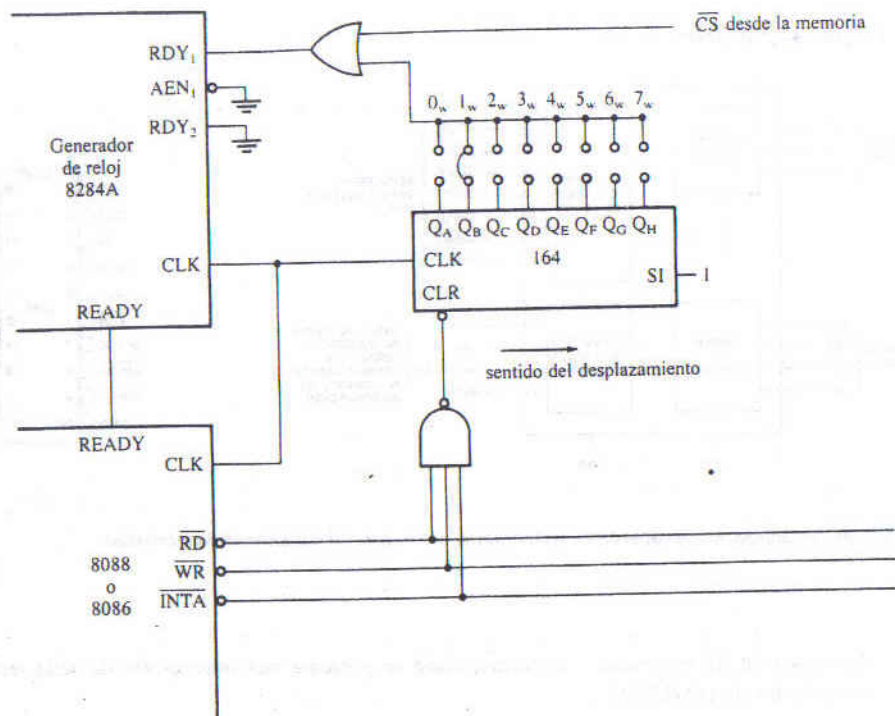 CS desde la memoria
RDY₁
AEN₁
RDY₂
Generador
de reloj
8284A
CLK
READY
0w 1w 2w 3w 4w 5w 6w 7w
QA QB QC QD QE QF QG QH
CLK
164
SI
1
CLR
sentido del desplazamiento
READY
CLK
RD
WR
INTA
8088
o
8086